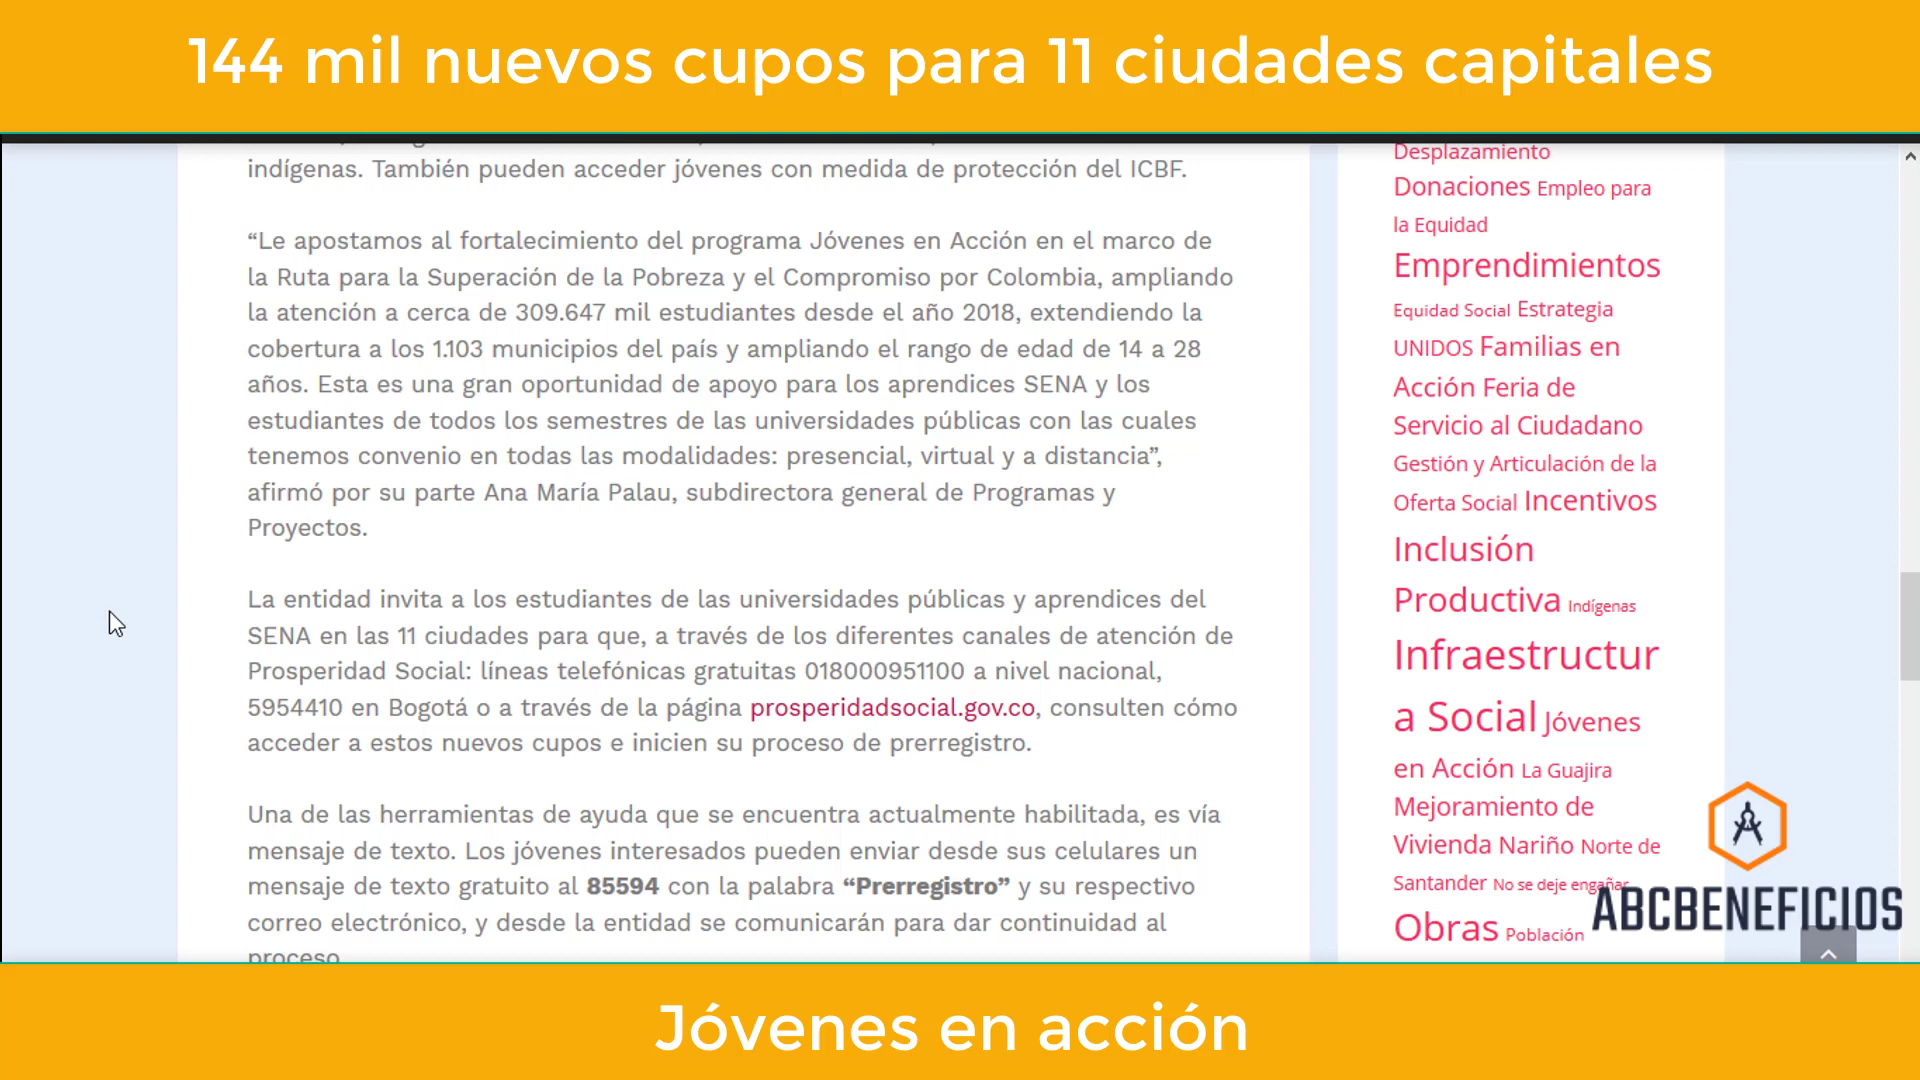 144 mil nuevos cupos para 11 ciudades capitales
indígenas. También pueden acceder jóvenes con medida de protección del ICBF.
“Le apostamos al fortalecimiento del programa Jóvenes en Acción en el marco de
la Ruta para la Superación de la Pobreza y el Compromiso por Colombia, ampliando
la atención a cerca de 309.647 mil estudiantes desde el año 2018, extendiendo la
cobertura a los 1.103 municipios del país y ampliando el rango de edad de 14 a 28
años. Esta es una gran oportunidad de apoyo para los aprendices SENA y los
estudiantes de todos los semestres de las universidades públicas con las cuales
tenemos convenio en todas las modalidades: presencial, virtual y a distancia”,
afirmó por su parte Ana María Palau, subdirectora general de Programas y
Proyectos.
La entidad invita a los estudiantes de las universidades públicas y aprendices del
SENA en las 11 ciudades para que, a través de los diferentes canales de atención de
Prosperidad Social: líneas telefónicas gratuitas 018000951100 a nivel nacional,
5954410 en Bogotá o a través de la página prosperidadsocial.gov.co, consulten cómo
acceder a estos nuevos cupos e inicien su proceso de prerregistro.
Una de las herramientas de ayuda que se encuentra actualmente habilitada, es vía
mensaje de texto. Los jóvenes interesados pueden enviar desde sus celulares un
mensaje de texto gratuito al 85594 con la palabra “Prerregistro” y su respectivo
correo electrónico, y desde la entidad se comunicarán para dar continuidad al
proceso.
Desplazamiento
Donaciones Empleo para
la Equidad
Emprendimientos
Equidad Social Estrategia
UNIDOS Familias en
Acción Feria de
Servicio al Ciudadano
Gestión y Articulación de la
Oferta Social Incentivos
Inclusión
Productiva Indígenas
Infraestructur
a Social Jóvenes
en Acción La Guajira
Mejoramiento de
Vivienda Nariño Norte de
Santander No se deje engañar
Obras Población
ABCBENEFICIOS
Jóvenes en acción